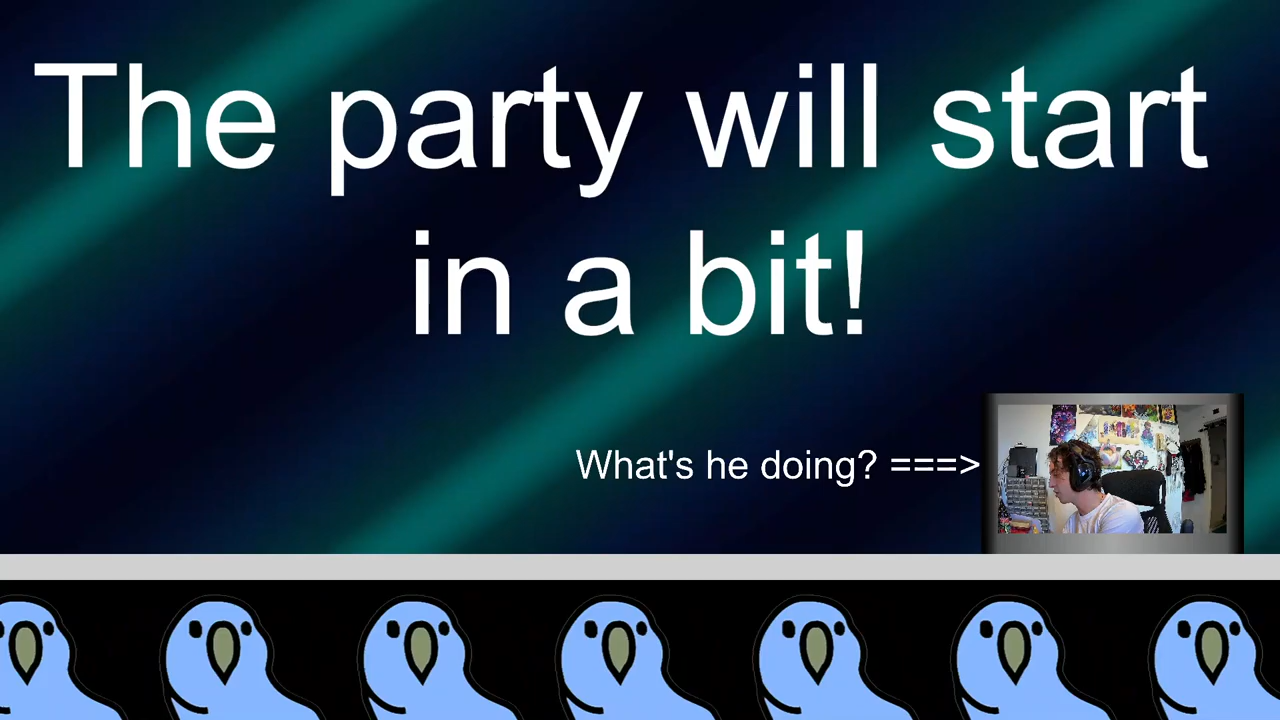 The party will start
in a bit!
What's he doing? ===>